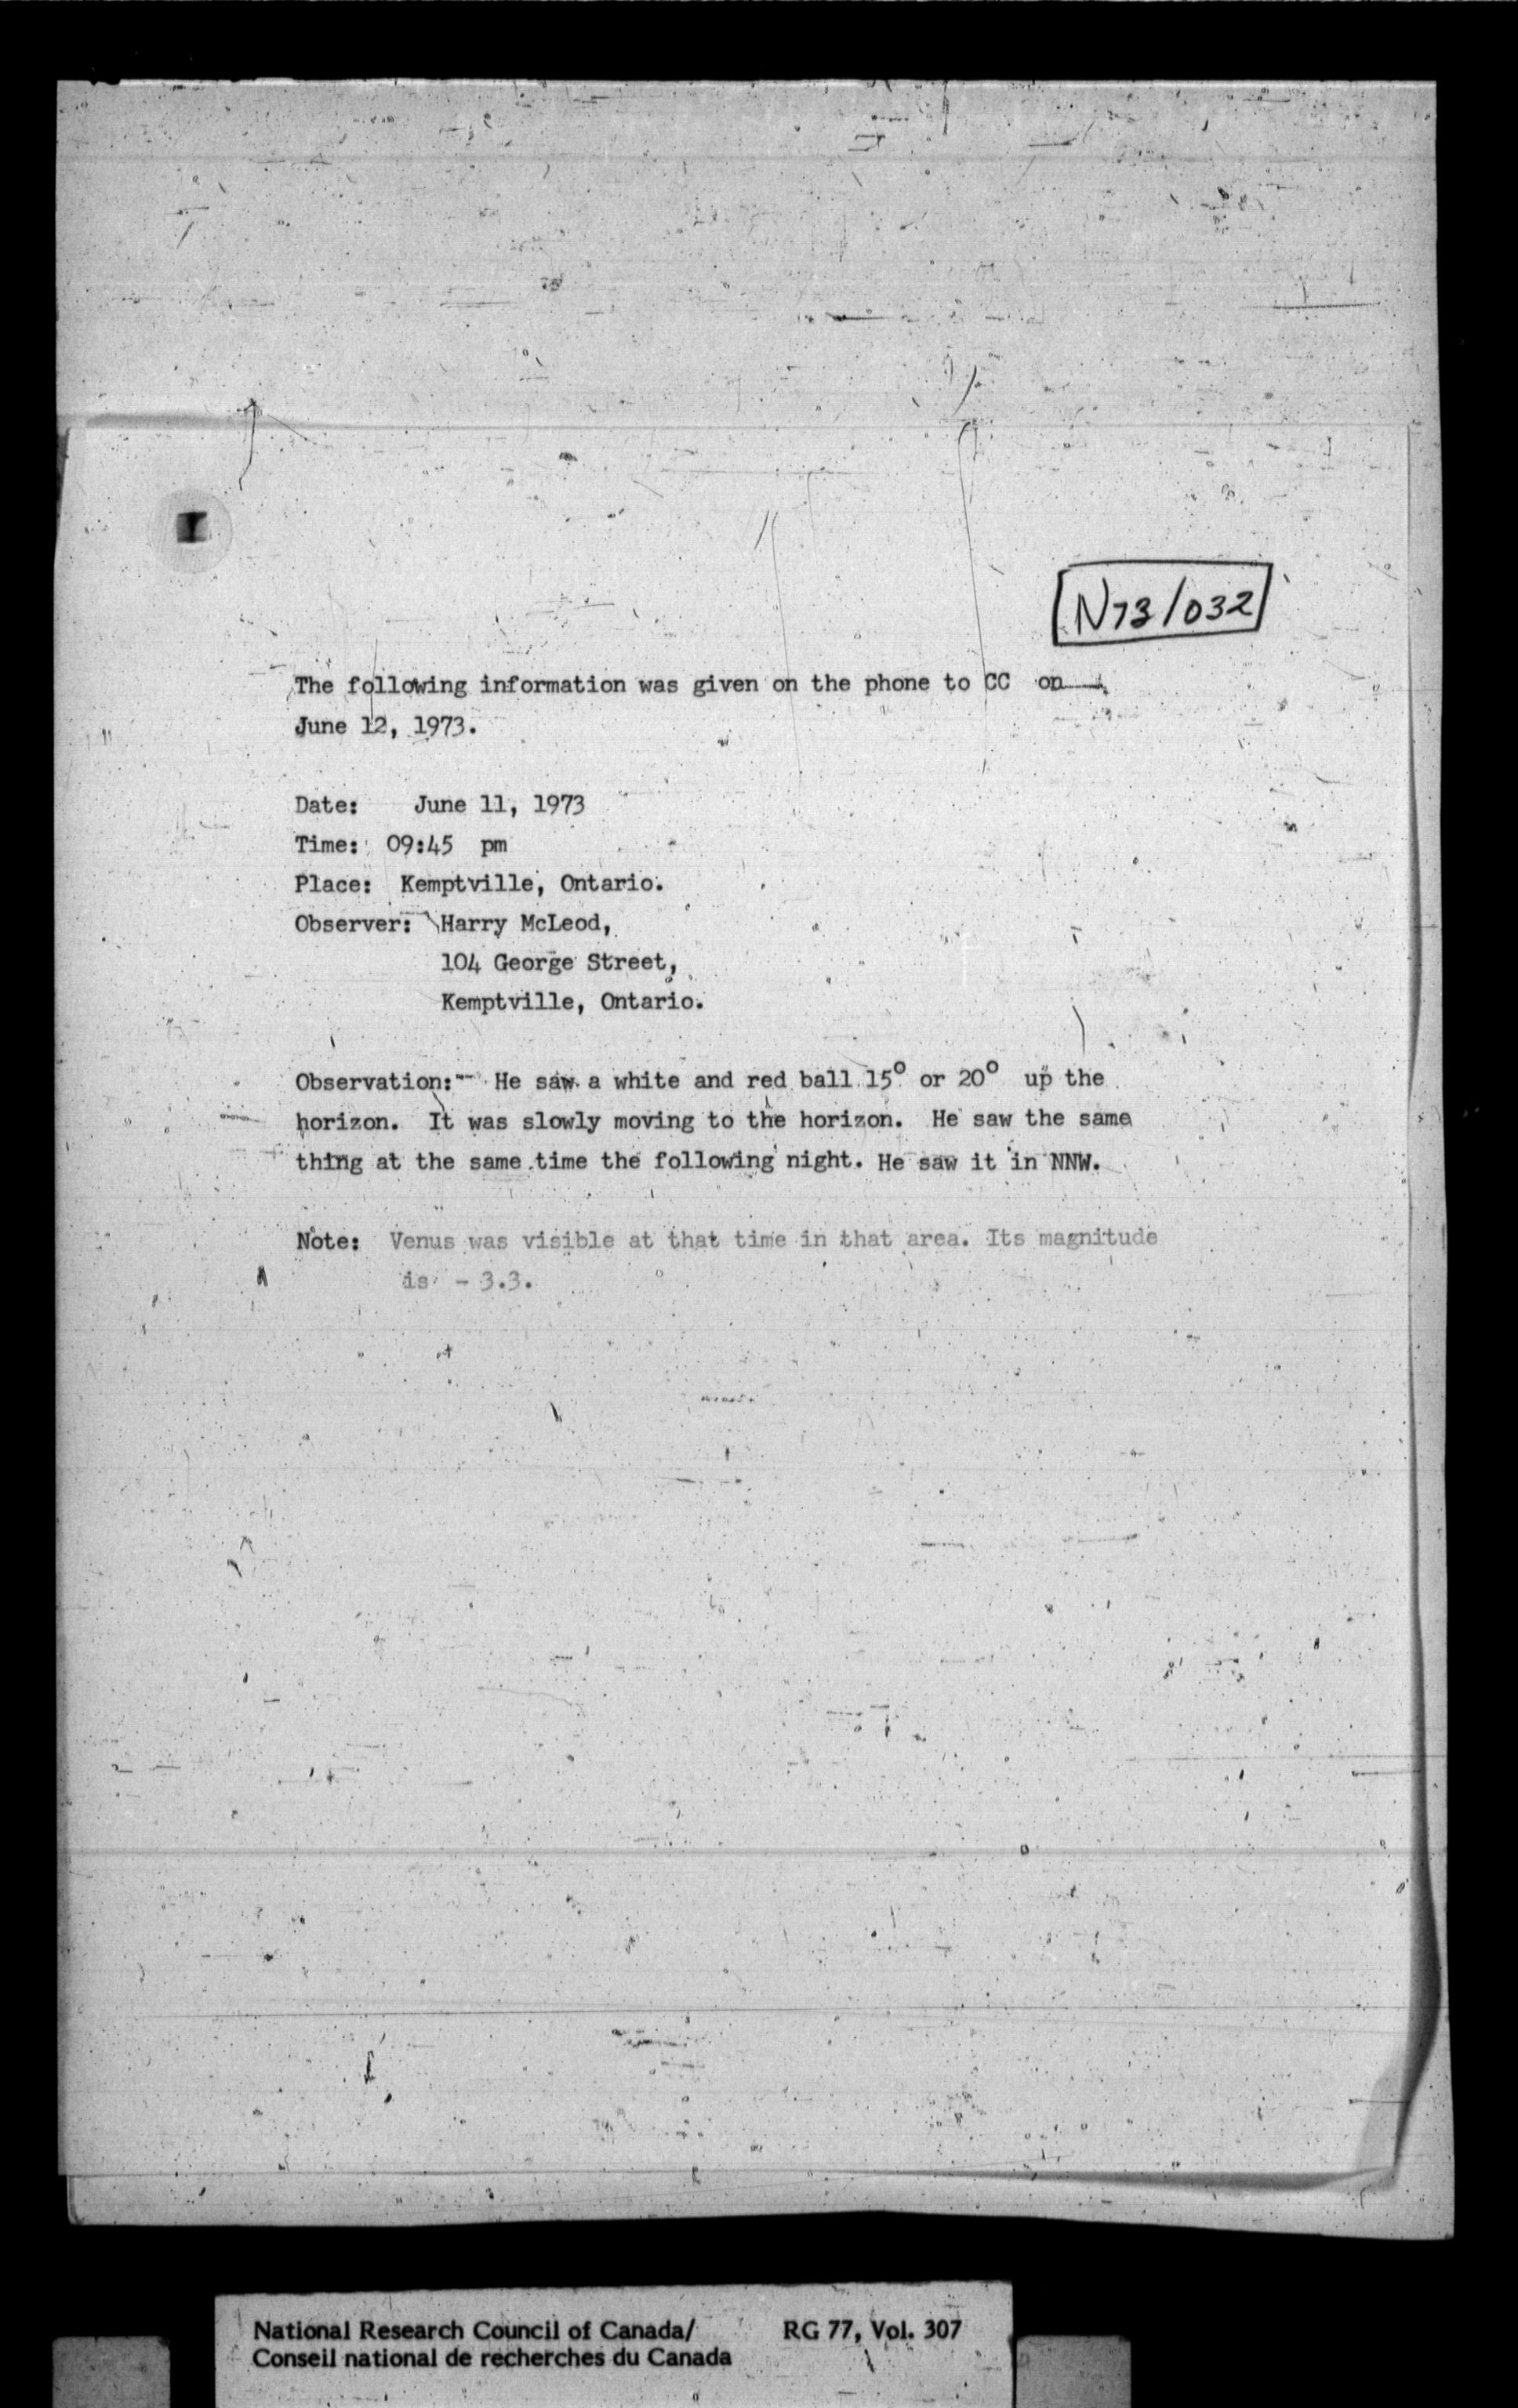 N73/032
The following information was given on the phone to CC on
June 12, 1973.
Date: June 11, 1973
Time: 09:45 pm
Place: Kemptville, Ontario.
Observer: Harry McLeod,
104 George Street,
Kemptville, Ontario.
Observation:- He saw a white and red ball 15° or 20° up the
horizon. It was slowly moving to the horizon. He saw the same
thing at the same time the following night. He saw it in NNW.
Note: Venus was visible at that time in that area. Its magnitude
is - 3.3.
National Research Council of Canada/ RG 77, Vol. 307
Conseil national de recherches du Canada